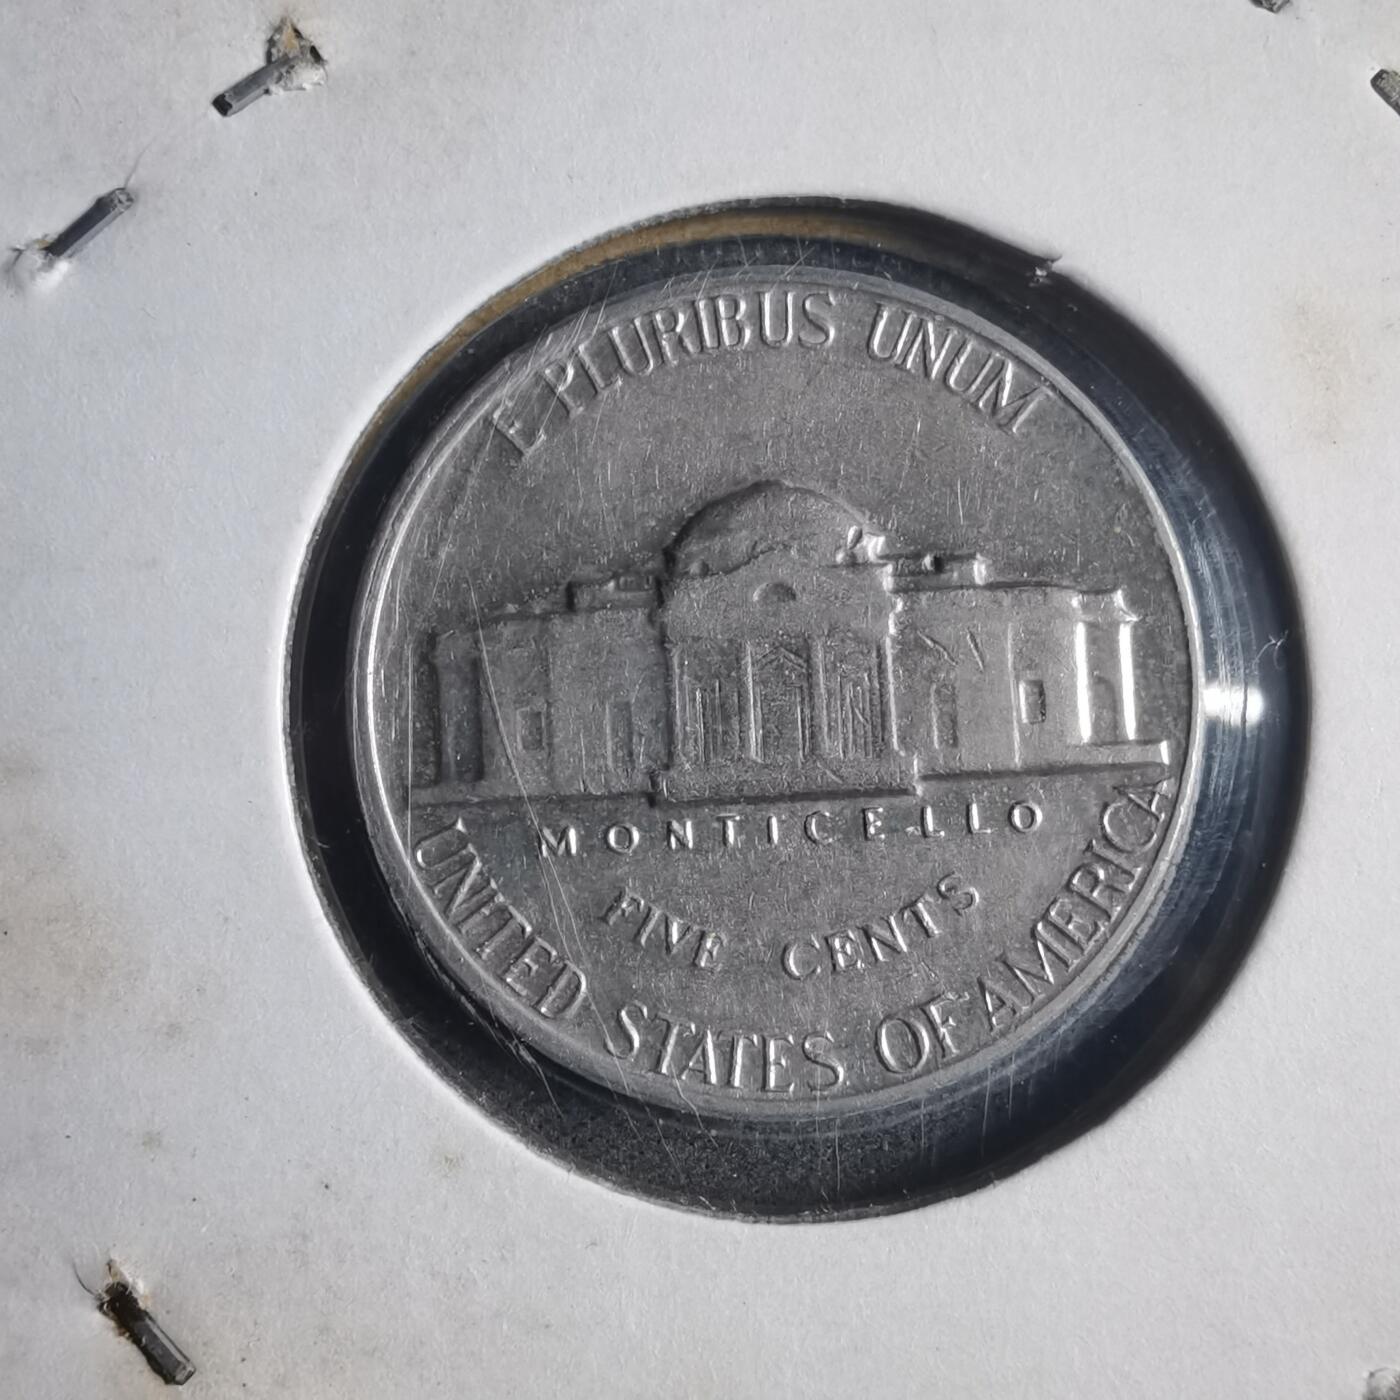 E PLURIBUS UNUM
MONTICELLO
FIVE CENTS
UNITED STATES OF AMERICA